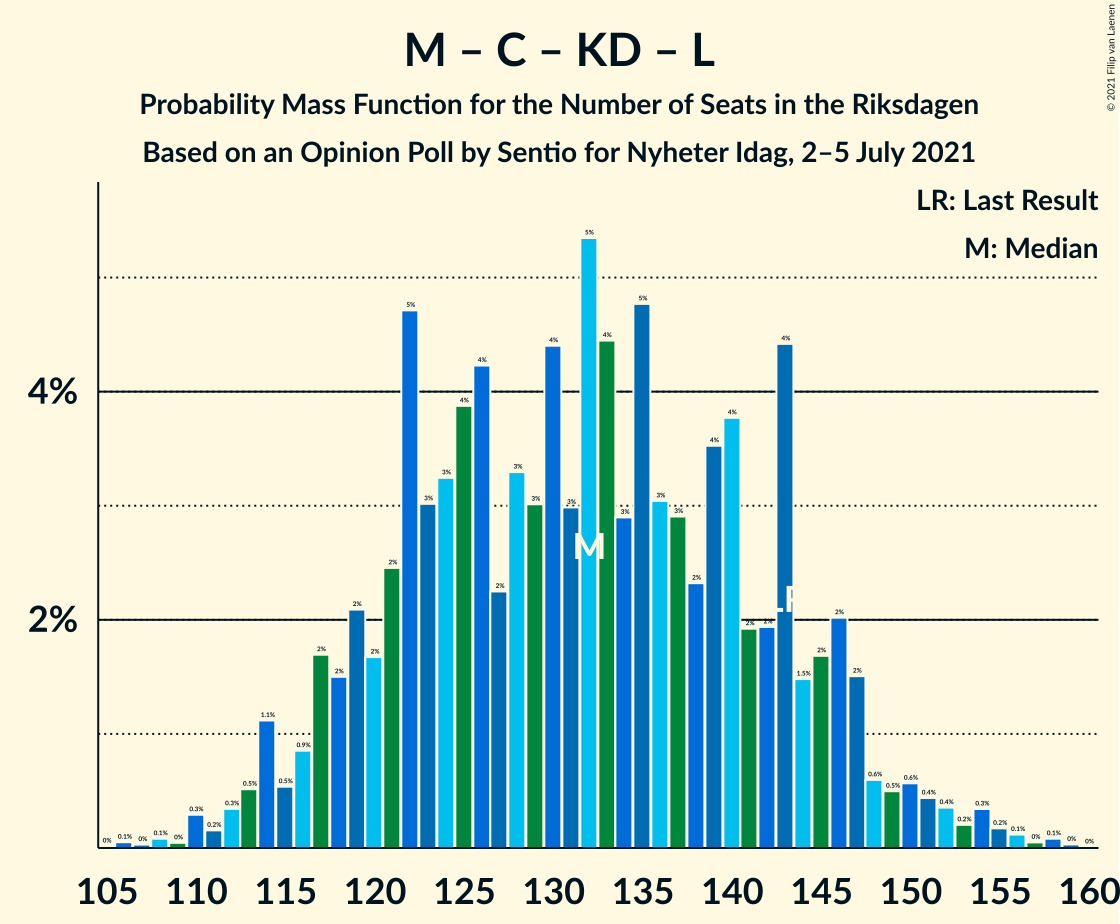 M – C – KD – L
Probability Mass Function for the Number of Seats in the Riksdagen
Based on an Opinion Poll by Sentio for Nyheter Idag, 2–5 July 2021
© 2021 Filip van Laenen
LR: Last Result
M: Median
4%
2%
0% 0.1% 0% 0.1% 0% 0.3% 0.2% 0.3% 0.5% 1.1% 0.5% 0.9% 2% 2% 2% 2% 2% 5% 3% 3% 4% 4% 2% 3% 3% 4% 3% 5% 4% 3% 5% 3% 3% 2% 4% 4% 2% 2% 4% 1.5% 2% 2% 2% 0.6% 0.5% 0.6% 0.4% 0.4% 0.2% 0.3% 0.2% 0.1% 0% 0.1% 0% 0%
M
LR
105 110 115 120 125 130 135 140 145 150 155 160